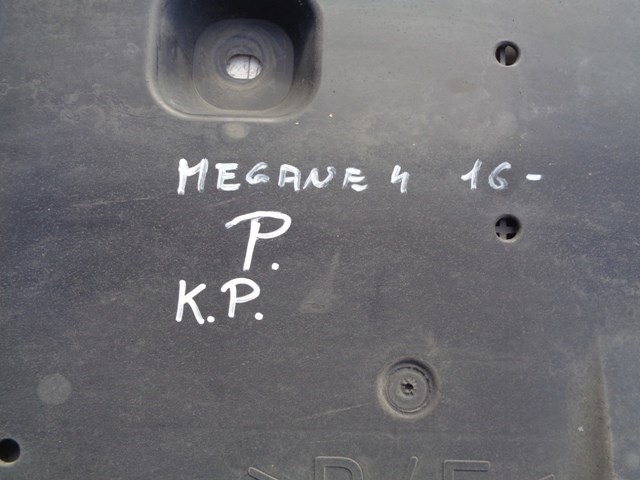 MEGANE 4 16-
P.
K.P.
>P/E<